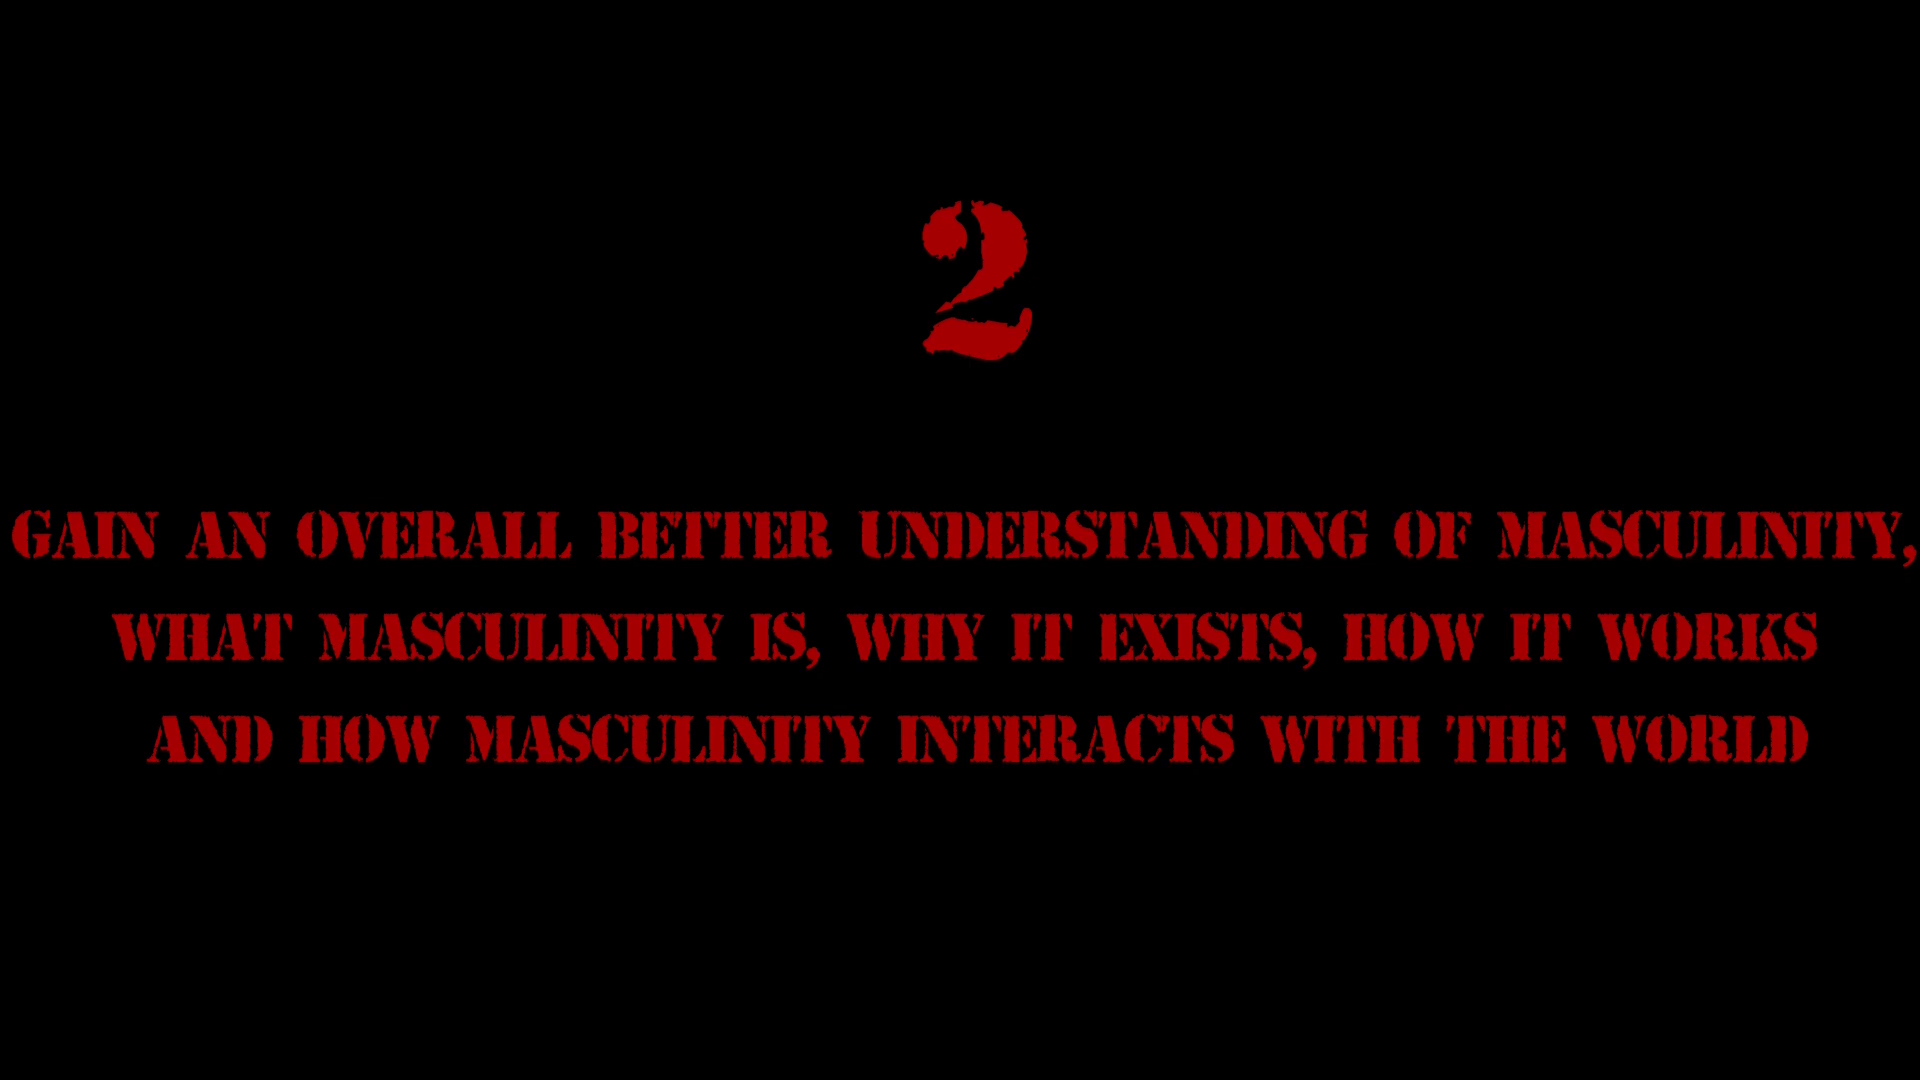 2
GAIN AN OVERALL BETTER UNDERSTANDING OF MASCULINITY,
WHAT MASCULINITY IS, WHY IT EXISTS, HOW IT WORKS
AND HOW MASCULINITY INTERACTS WITH THE WORLD